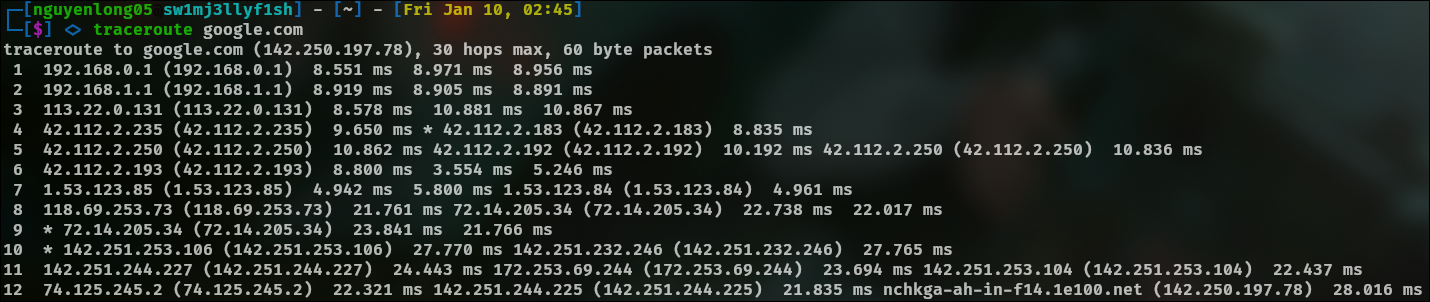 ┌─[nguyenlong05 sw1mj3llyf1sh] - [~] - [Fri Jan 10, 02:45]
└─[$] <> traceroute google.com
traceroute to google.com (142.250.197.78), 30 hops max, 60 byte packets
 1  192.168.0.1 (192.168.0.1)  8.551 ms  8.971 ms  8.956 ms
 2  192.168.1.1 (192.168.1.1)  8.919 ms  8.905 ms  8.891 ms
 3  113.22.0.131 (113.22.0.131)  8.578 ms  10.881 ms  10.867 ms
 4  42.112.2.235 (42.112.2.235)  9.650 ms * 42.112.2.183 (42.112.2.183)  8.835 ms
 5  42.112.2.250 (42.112.2.250)  10.862 ms 42.112.2.192 (42.112.2.192)  10.192 ms 42.112.2.250 (42.112.2.250)  10.836 ms
 6  42.112.2.193 (42.112.2.193)  8.800 ms  3.554 ms  5.246 ms
 7  1.53.123.85 (1.53.123.85)  4.942 ms  5.800 ms 1.53.123.84 (1.53.123.84)  4.961 ms
 8  118.69.253.73 (118.69.253.73)  21.761 ms 72.14.205.34 (72.14.205.34)  22.738 ms  22.017 ms
 9  * 72.14.205.34 (72.14.205.34)  23.841 ms  21.766 ms
10  * 142.251.253.106 (142.251.253.106)  27.770 ms 142.251.232.246 (142.251.232.246)  27.765 ms
11  142.251.244.227 (142.251.244.227)  24.443 ms 172.253.69.244 (172.253.69.244)  23.694 ms 142.251.253.104 (142.251.253.104)  22.437 ms
12  74.125.245.2 (74.125.245.2)  22.321 ms 142.251.244.225 (142.251.244.225)  21.835 ms nchkga-ah-in-f14.1e100.net (142.250.197.78)  28.016 ms